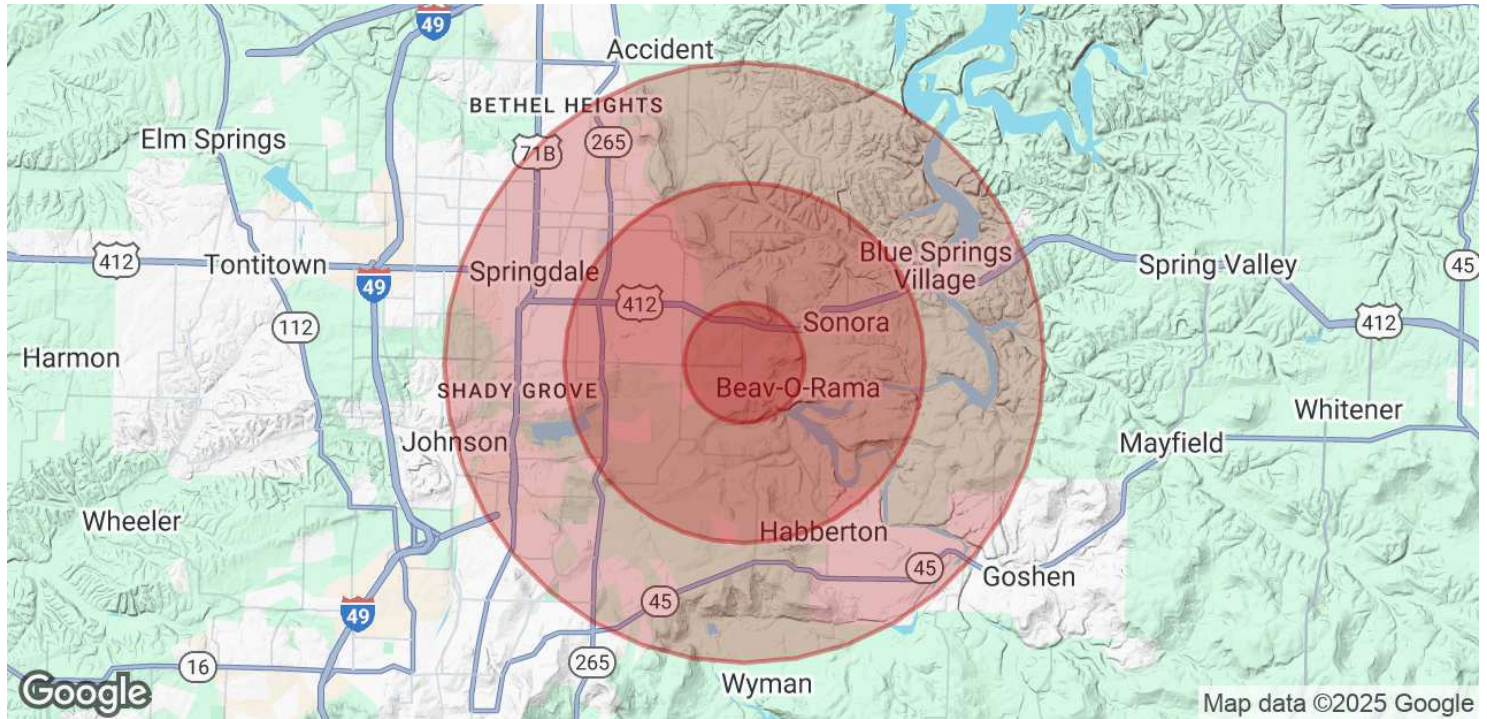 49
Accident
BETHEL HEIGHTS
Elm Springs
71B
265
412
Tontitown
Springdale
Blue Springs
Village
Spring Valley
45
49
412
Sonora
412
112
Harmon
SHADY GROVE
Beav-O-Rama
Whitener
Johnson
Mayfield
Wheeler
Habberton
45
Goshen
45
49
16
265
Wyman
Google
Map data ©2025 Google